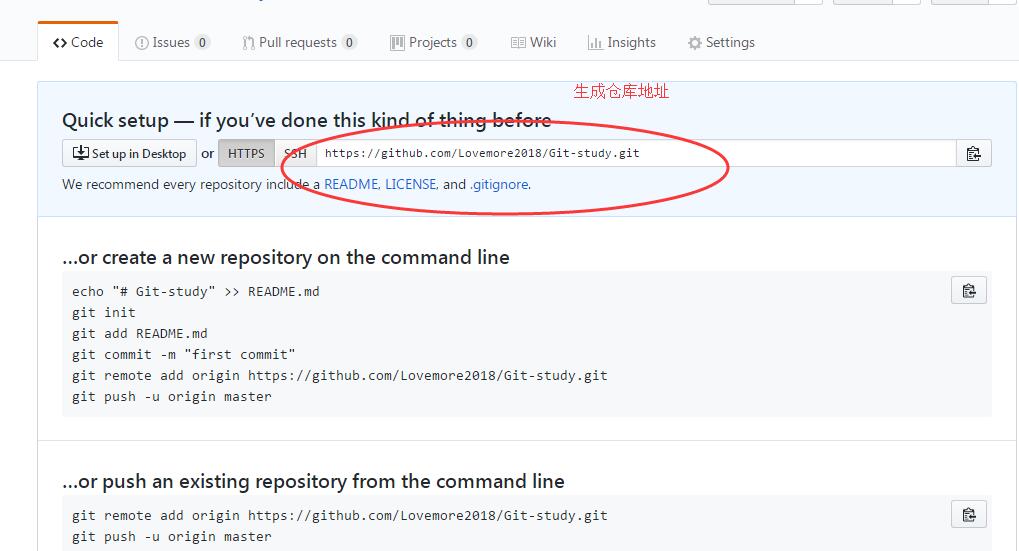 Code Issues 0 Pull requests 0 Projects 0 Wiki Insights Settings
生成仓库地址
Quick setup — if you've done this kind of thing before
Set up in Desktop or HTTPS SSH https://github.com/Lovemore2018/Git-study.git
We recommend every repository include a README, LICENSE, and .gitignore.
…or create a new repository on the command line
echo "# Git-study" >> README.md
git init
git add README.md
git commit -m "first commit"
git remote add origin https://github.com/Lovemore2018/Git-study.git
git push -u origin master
…or push an existing repository from the command line
git remote add origin https://github.com/Lovemore2018/Git-study.git
git push -u origin master